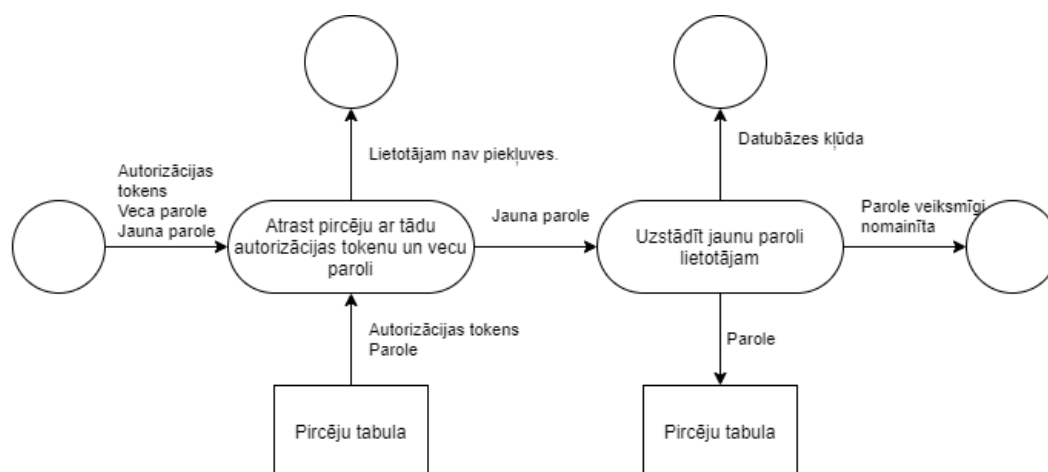 Lietotājam nav piekļuves.
Datubāzes kļūda
Autorizācijas
tokens
Veca parole
Jauna parole
Atrast pircēju ar tādu
autorizācijas tokenu un vecu
paroli
Jauna parole
Uzstādīt jaunu paroli
lietotājam
Parole veiksmīgi
nomainīta
Autorizācijas tokens
Parole
Parole
Pircēju tabula
Pircēju tabula